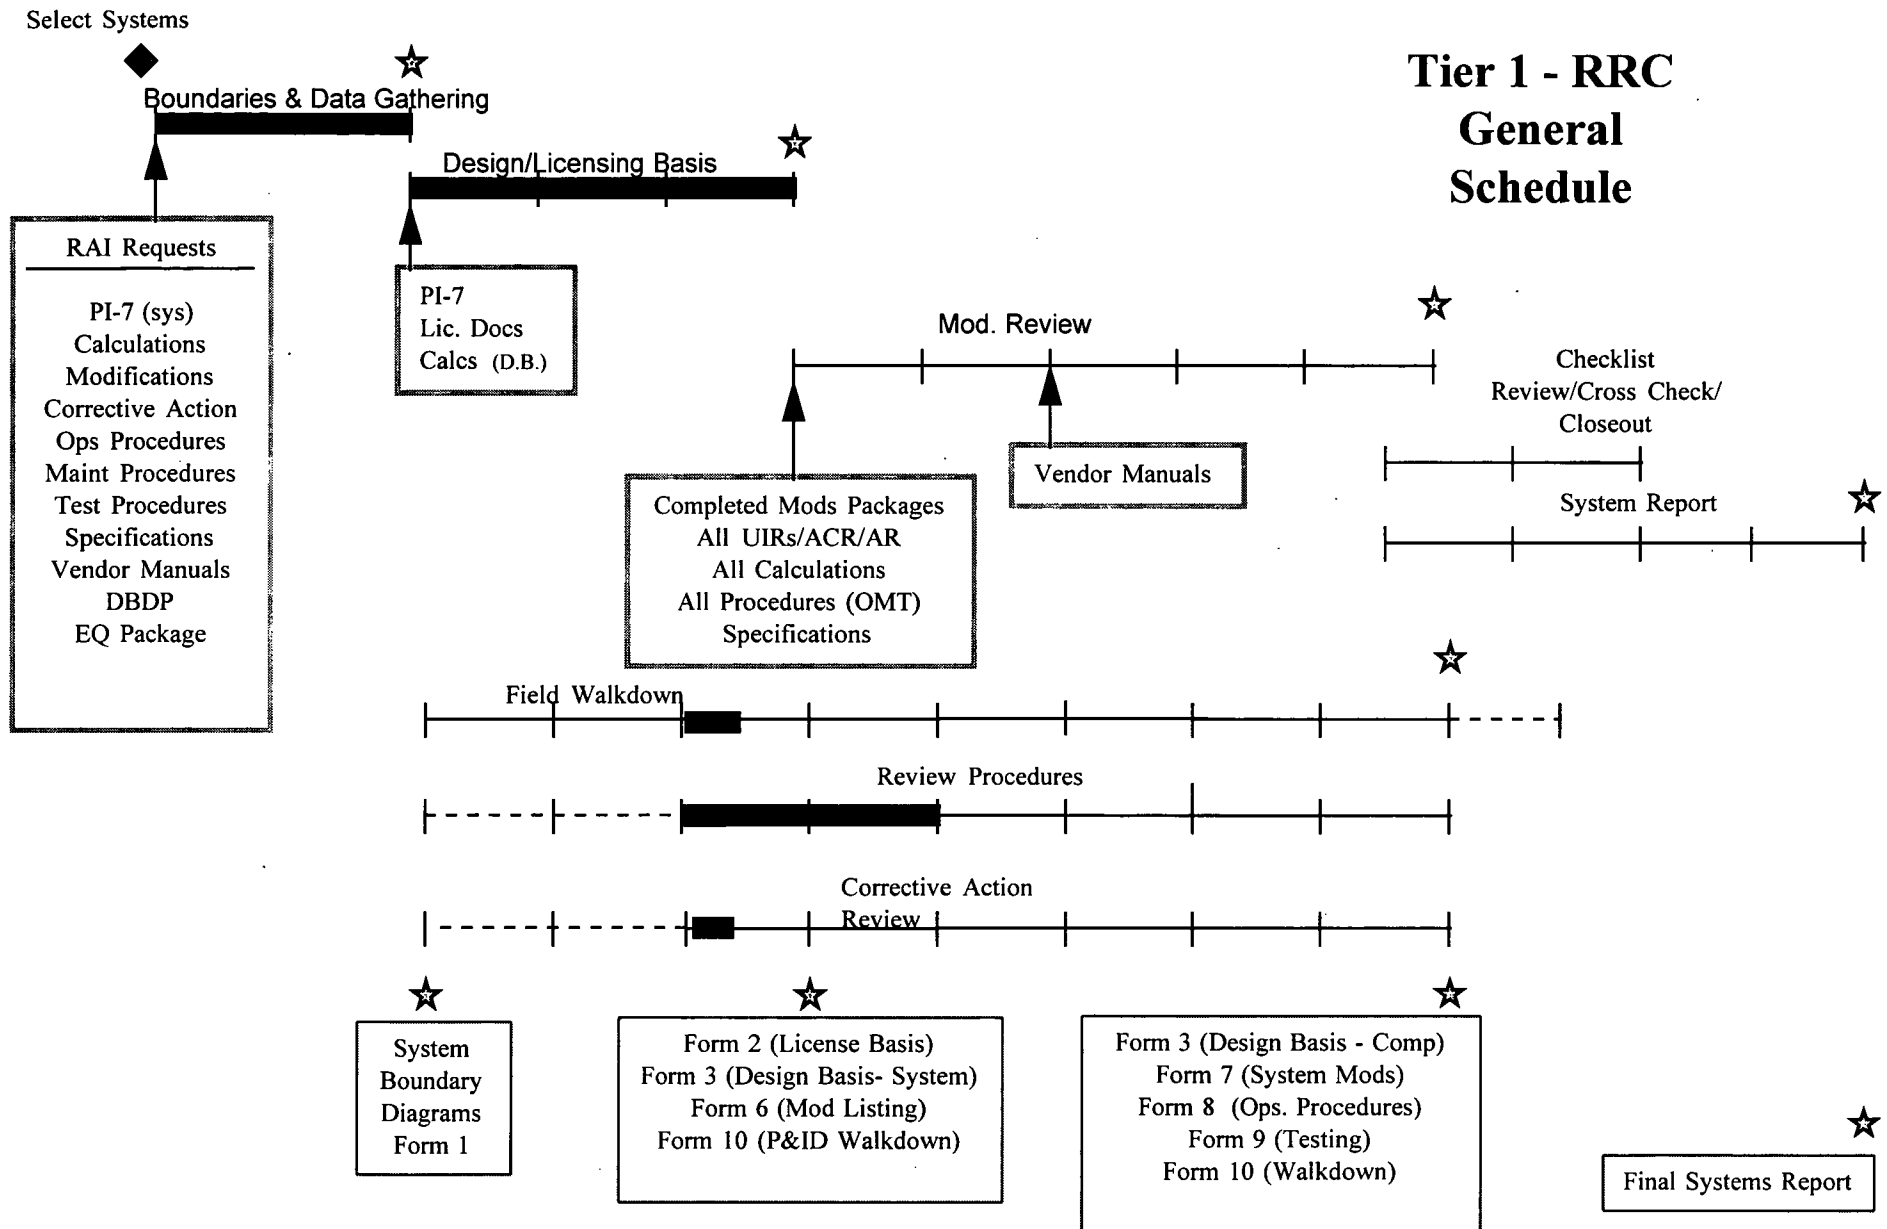 Select Systems
Tier 1 - RRC
General
Schedule
Boundaries & Data Gathering
Design/Licensing Basis
RAI Requests
PI-7 (sys)
Calculations
Modifications
Corrective Action
Ops Procedures
Maint Procedures
Test Procedures
Specifications
Vendor Manuals
DBDP
EQ Package
PI-7
Lic. Docs
Calcs (D.B.)
Mod. Review
Checklist
Review/Cross Check/
Closeout
Vendor Manuals
Completed Mods Packages
All UIRs/ACR/AR
All Calculations
All Procedures (OMT)
Specifications
System Report
Field Walkdown
Review Procedures
Corrective Action
Review
System
Boundary
Diagrams
Form 1
Form 2 (License Basis)
Form 3 (Design Basis- System)
Form 6 (Mod Listing)
Form 10 (P&ID Walkdown)
Form 3 (Design Basis - Comp)
Form 7 (System Mods)
Form 8 (Ops. Procedures)
Form 9 (Testing)
Form 10 (Walkdown)
Final Systems Report